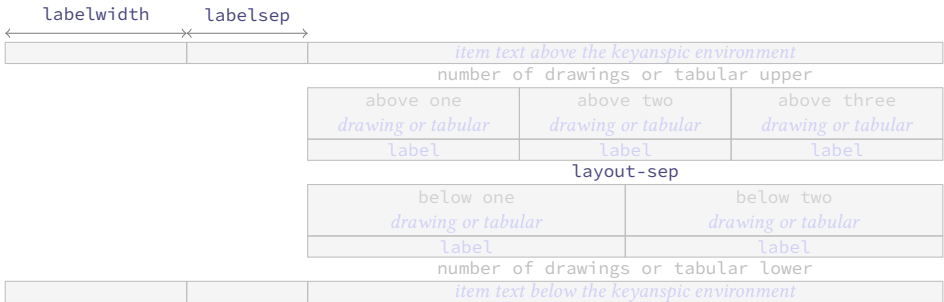 labelwidth labelsep
item text above the keyanspic environment
number of drawings or tabular upper
above one above two above three
drawing or tabular drawing or tabular drawing or tabular
label label label
layout-sep
below one below two
drawing or tabular drawing or tabular
label label
number of drawings or tabular lower
item text below the keyanspic environment